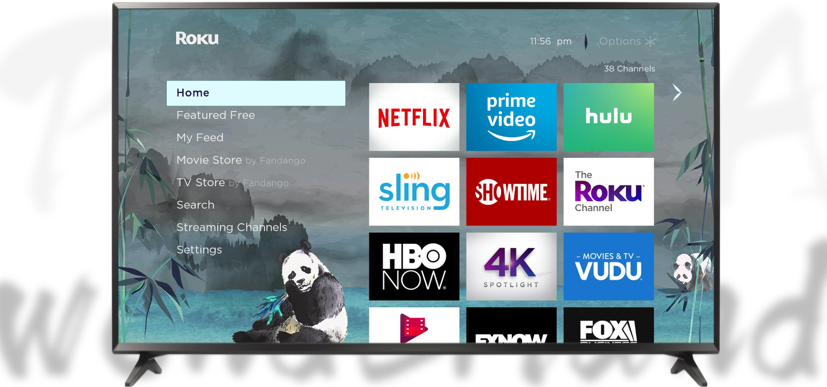 Roku
11:56 pm
Options
38 Channels
Home
Featured Free
My Feed
Movie Store by Fandango
TV Store by Fandango
Search
Streaming Channels
Settings
NETFLIX
prime video
hulu
sling
TELEVISION
SHOWTIME
The
Roku
Channel
HBO
NOW
4K
SPOTLIGHT
MOVIES & TV
VUDU
FXNOW
FOX